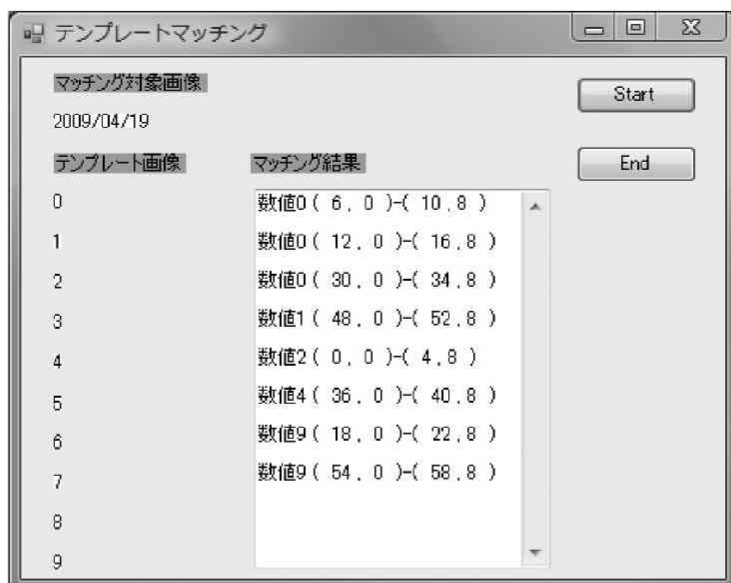 テンプレートマッチング
マッチング対象画像
Start
2009/04/19
テンプレート画像
マッチング結果
End
0
数値0 ( 6 , 0 )-( 10 , 8 )
1
数値0 ( 12 , 0 )-( 16 , 8 )
2
数値0 ( 30 , 0 )-( 34 , 8 )
3
数値1 ( 48 , 0 )-( 52 , 8 )
4
数値2 ( 0 , 0 )-( 4 , 8 )
5
数値4 ( 36 , 0 )-( 40 , 8 )
6
数値9 ( 18 , 0 )-( 22 , 8 )
7
数値9 ( 54 , 0 )-( 58 , 8 )
8
9